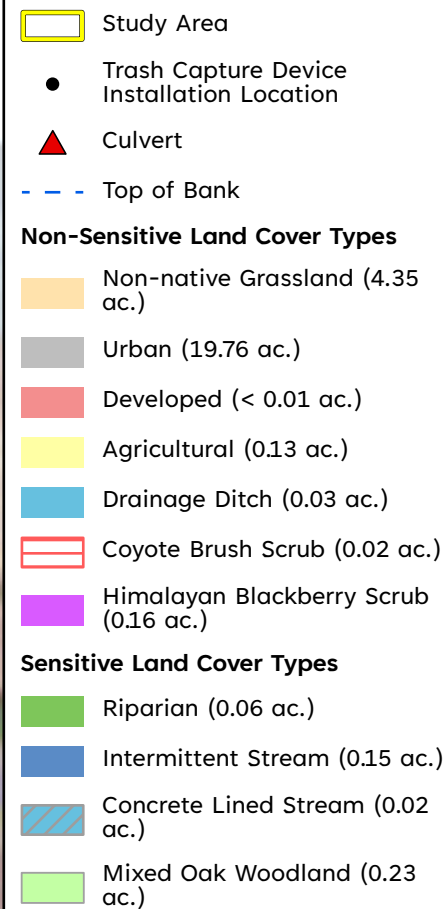 Study Area
Trash Capture Device
Installation Location
Culvert
Top of Bank
Non-Sensitive Land Cover Types
Non-native Grassland (4.35
ac.)
Urban (19.76 ac.)
Developed (< 0.01 ac.)
Agricultural (0.13 ac.)
Drainage Ditch (0.03 ac.)
Coyote Brush Scrub (0.02 ac.)
Himalayan Blackberry Scrub
(0.16 ac.)
Sensitive Land Cover Types
Riparian (0.06 ac.)
Intermittent Stream (0.15 ac.)
Concrete Lined Stream (0.02
ac.)
Mixed Oak Woodland (0.23
ac.)